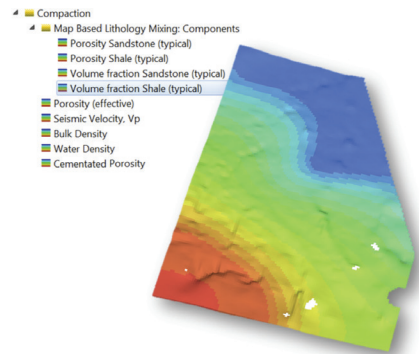 Compaction
Map Based Lithology Mixing: Components
Porosity Sandstone (typical)
Porosity Shale (typical)
Volume fraction Sandstone (typical)
Volume fraction Shale (typical)
Porosity (effective)
Seismic Velocity, Vp
Bulk Density
Water Density
Cementated Porosity